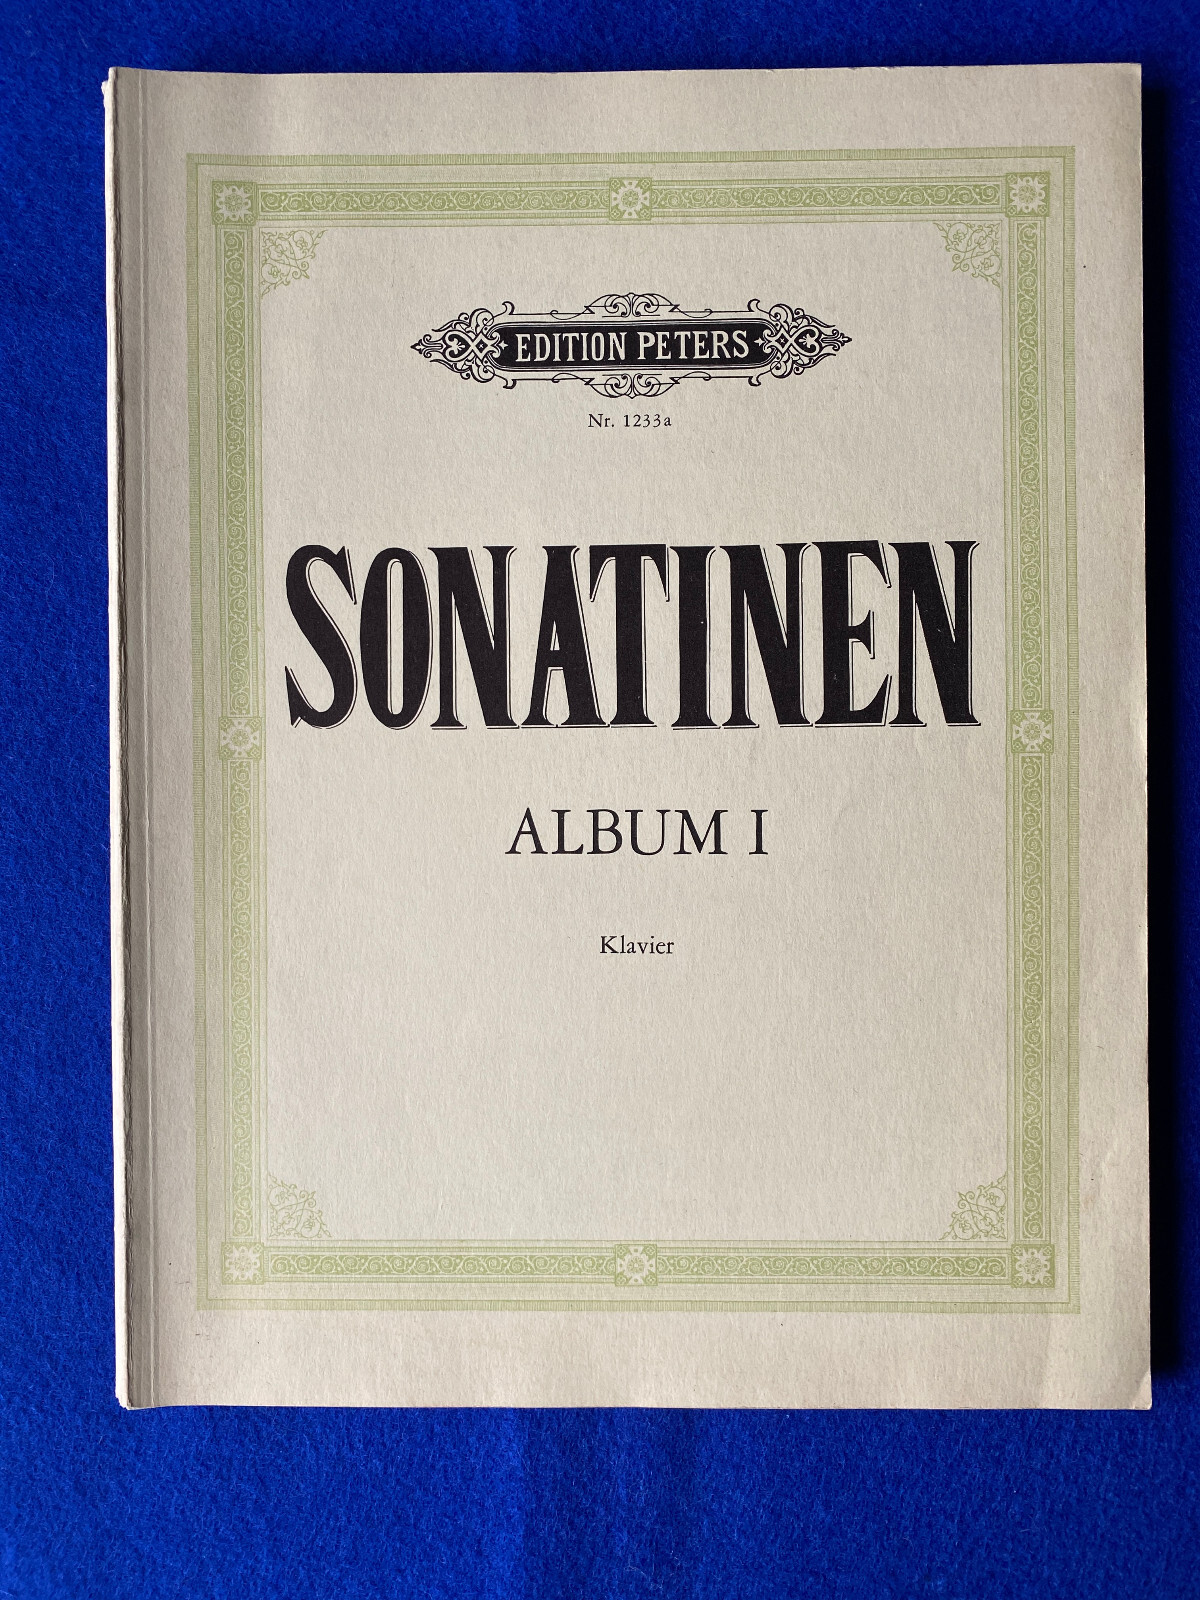 EDITION PETERS
Nr. 1233a
SONATINEN
ALBUM I
Klavier